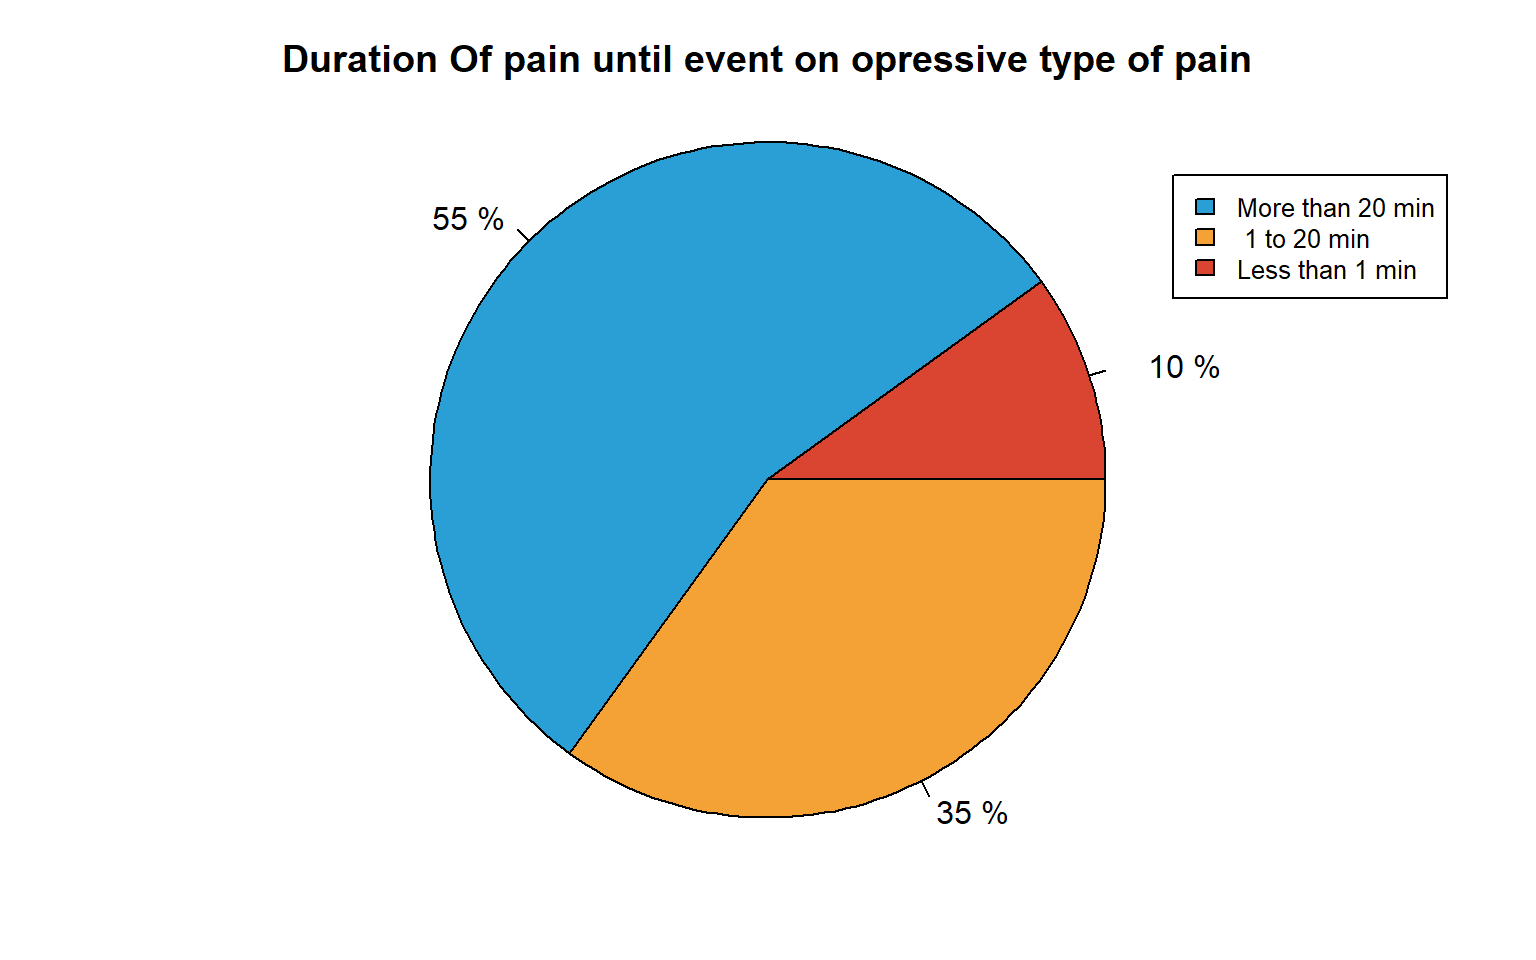 Duration Of pain until event on opressive type of pain
55 %
More than 20 min
1 to 20 min
Less than 1 min
10 %
35 %